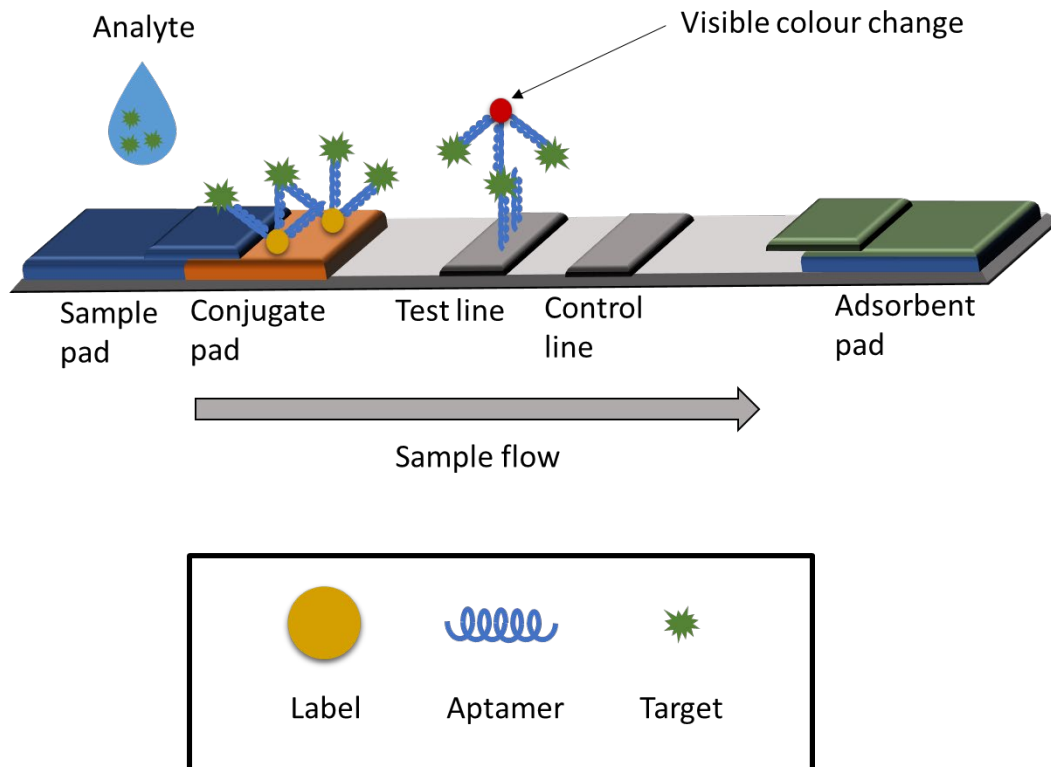 Analyte
Visible colour change
Sample
pad
Conjugate
pad
Test line
Control
line
Adsorbent
pad
Sample flow
Label
Aptamer
Target